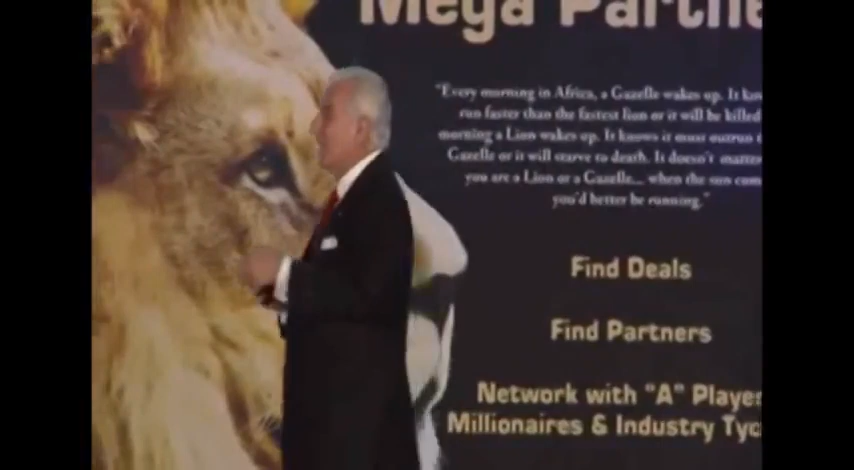 Mega Partne
"Every morning in Africa, a Gazelle wakes up. It kno
run faster than the fastest lion or it will be killed
morning a Lion wakes up. It knows it must outrun
Gazelle or it will starve to death. It doesn't matte
you are a Lion or a Gazelle... when the sun com
you'd better be running."
Find Deals
Find Partners
Network with "A" Player
Millionaires & Industry Tyc